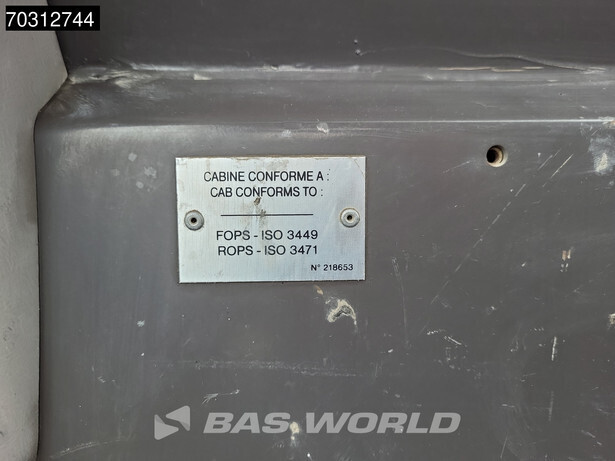 70312744
CABINE CONFORME A :
CAB CONFORMS TO :
FOPS - ISO 3449
ROPS - ISO 3471
N° 218653
BAS WORLD